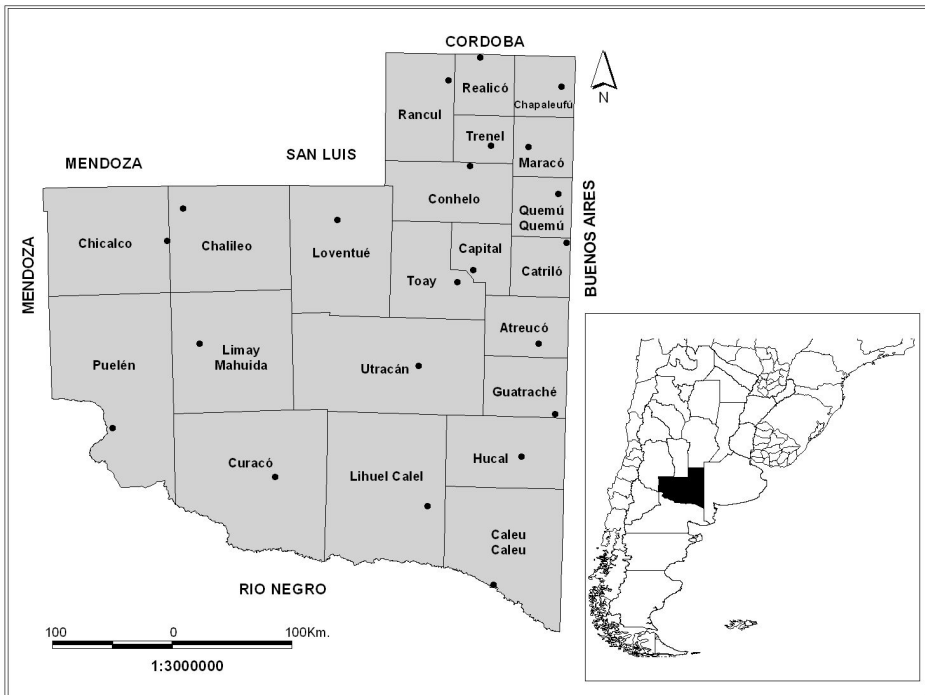 CORDOBA
N
Realicó
Rancul
Chapaleufú
Trenel
Maracó
SAN LUIS
MENDOZA
Conhelo
Quemú
Quemú
BUENOS AIRES
MENDOZA
Chicalco
Chalileo
Loventué
Capital
Toay
Catriló
Atreucó
Puelén
Limay
Mahuida
Utracán
Guatraché
Curacó
Lihuel Calel
Hucal
Caleu
Caleu
RIO NEGRO
100 0 100Km.
1:3000000